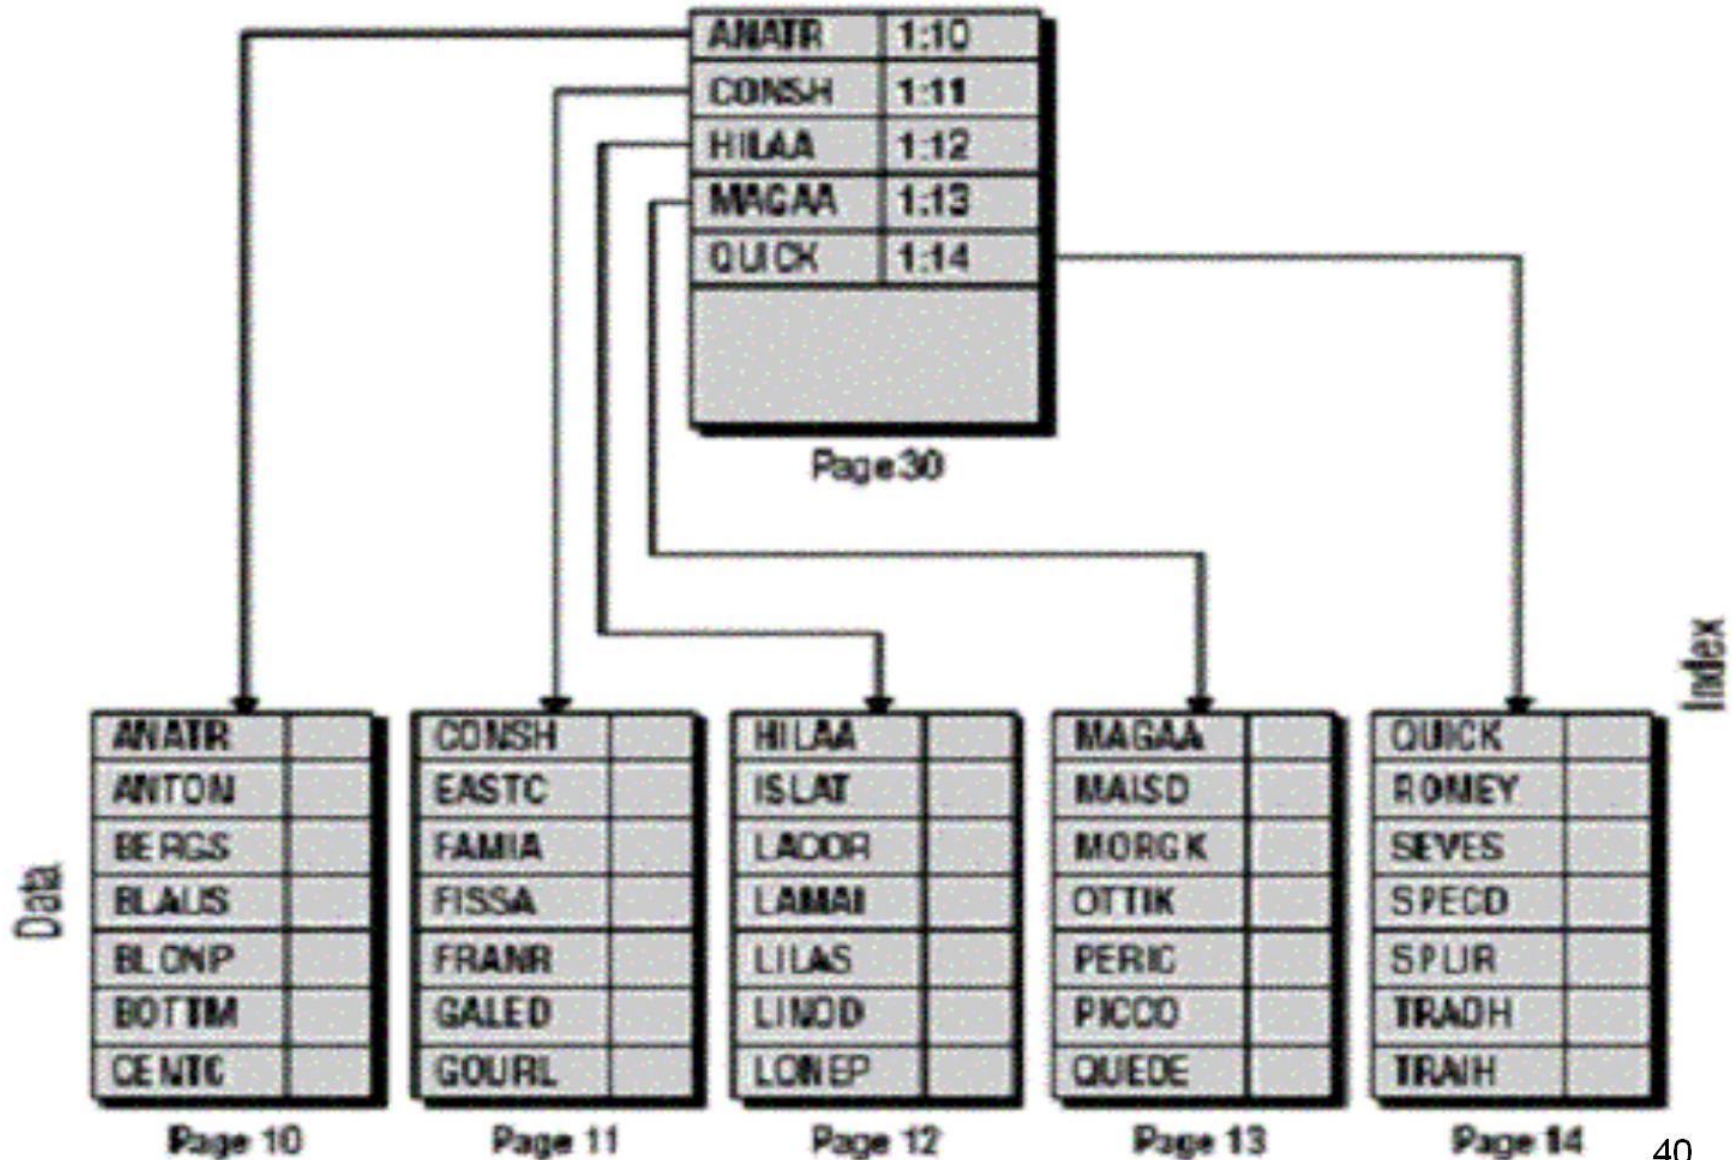 ANATR 1:10
CONSH 1:11
HILAA 1:12
MAGAA 1:13
QUICK 1:14
Page 30
Index
Data
ANATR
ANTON
BERGS
BLAUS
BLONP
BOTTM
CENTC
Page 10
CONSH
EASTC
FAMIA
FISSA
FRANR
GALED
GOURL
Page 11
HILAA
ISLAT
LACOR
LAMAI
LILAS
LINOD
LONEP
Page 12
MAGAA
MAISD
MORGK
OTTIK
PERIC
PICCO
QUEDE
Page 13
QUICK
ROMEY
SEVES
SPECD
SPLIR
TRADH
TRAIH
Page 14
40